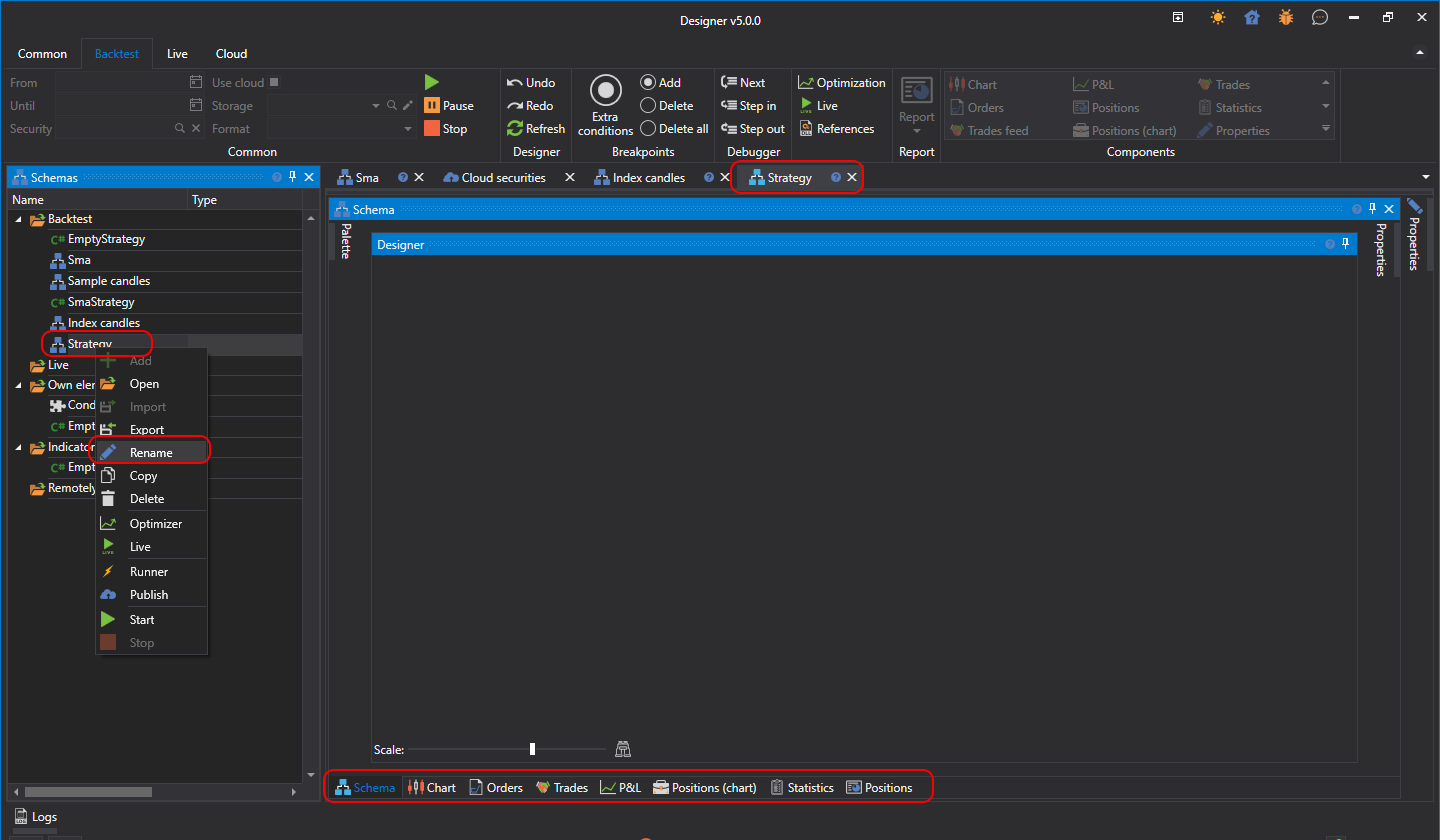 Designer v5.0.0
Common Backtest Live Cloud
From Use cloud Undo Add Next Optimization Chart P&L Trades
Until Storage Pause Redo Extra conditions Delete Step in Live Report Orders Positions Statistics
Security Format Stop Refresh Delete all Step out References Trades feed Positions (chart) Properties
Common Designer Breakpoints Debugger Report Components
Schemas Sma Cloud securities Index candles Strategy
Name Type
Schema
Palette
Designer
Properties
Properties
Backtest
C# EmptyStrategy
Sma
Sample candles
C# SmaStrategy
Index candles
Strategy
Live
Own eler
Cond
C# Empt
Indicator
C# Empt
Remotely
Add
Open
Import
Export
Rename
Copy
Delete
Optimizer
LIVE Live
Runner
Publish
Start
Stop
Scale:
Schema Chart Orders Trades P&L Positions (chart) Statistics Positions
Logs